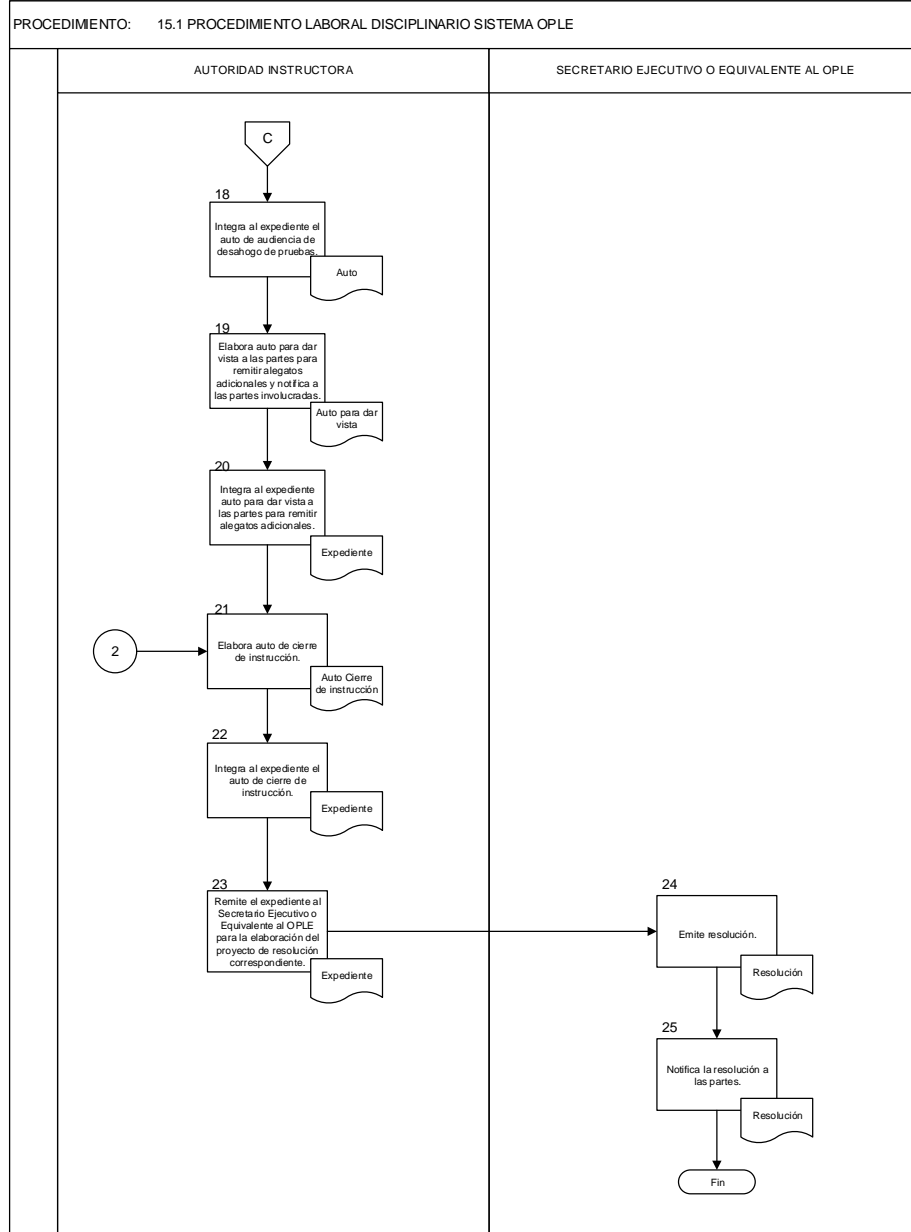 PROCEDIMIENTO: 15.1 PROCEDIMIENTO LABORAL DISCIPLINARIO SISTEMA OPLE
AUTORIDAD INSTRUCTORA
SECRETARIO EJECUTIVO O EQUIVALENTE AL OPLE
C
18
Integra al expediente el
auto de audiencia de
desahogo de pruebas.
Auto
19
Elabora auto para dar
vista a las partes para
remitir alegatos
adicionales y notifica a
las partes involucradas.
Auto para dar
vista
20
Integra al expediente
auto para dar vista a
las partes para remitir
alegatos adicionales.
Expediente
21
2
Elabora auto de cierre
de instrucción.
Auto Cierre
de instrucción
22
Integra al expediente el
auto de cierre de
instrucción.
Expediente
23
Remite el expediente al
Secretario Ejecutivo o
Equivalente al OPLE
para la elaboración del
proyecto de resolución
correspondiente.
Expediente
24
Emite resolución.
Resolución
25
Notifica la resolución a
las partes.
Resolución
Fin